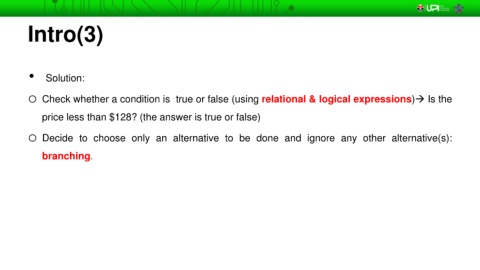 UPI
Intro(3)
• Solution:
o Check whether a condition is true or false (using relational & logical expressions)→ Is the
price less than $128? (the answer is true or false)
o Decide to choose only an alternative to be done and ignore any other alternative(s):
branching.